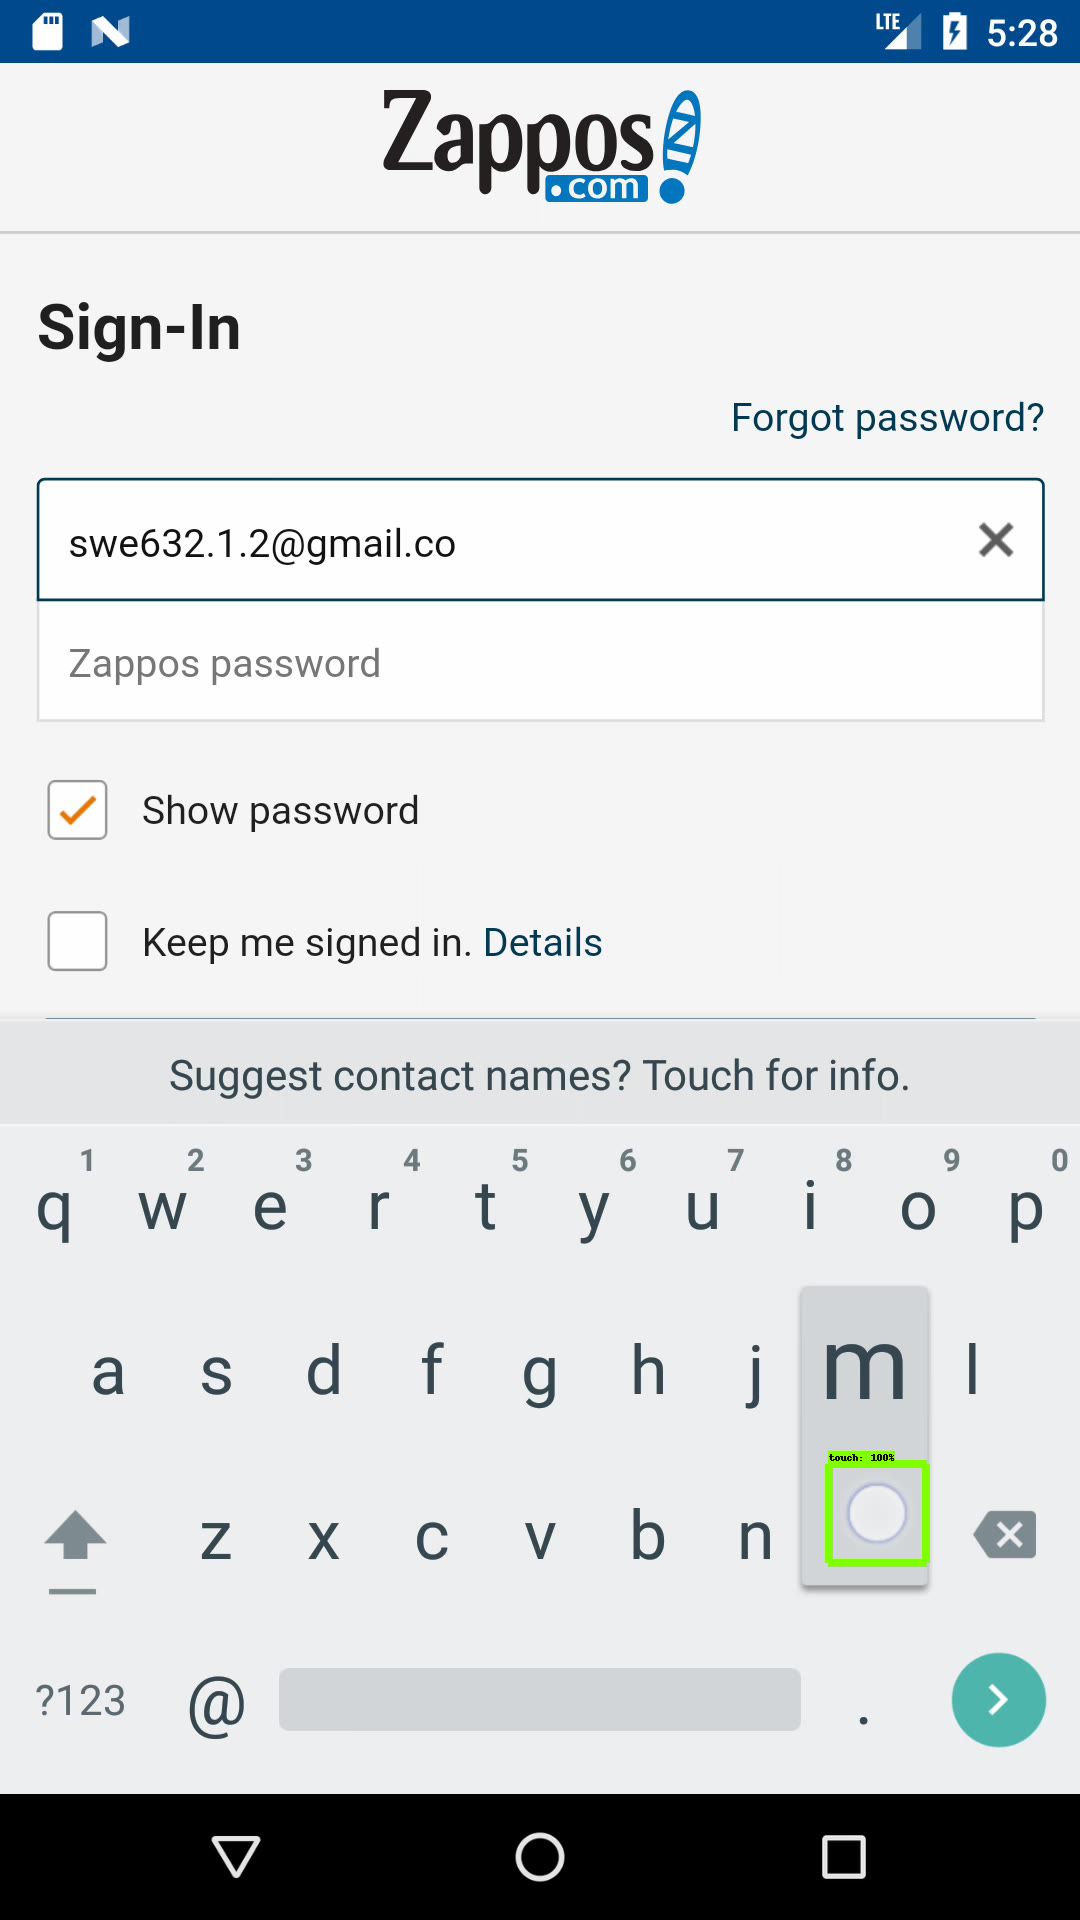 LTE 5:28
Zappos
.com
Sign-In
Forgot password?
swe632.1.2@gmail.co
Zappos password
Show password
Keep me signed in. Details
Suggest contact names? Touch for info.
1 2 3 4 5 6 7 8 9 0
q w e r t y u i o p
a s d f g h j m l
touch: 100%
z x c v b n
?123 @ .